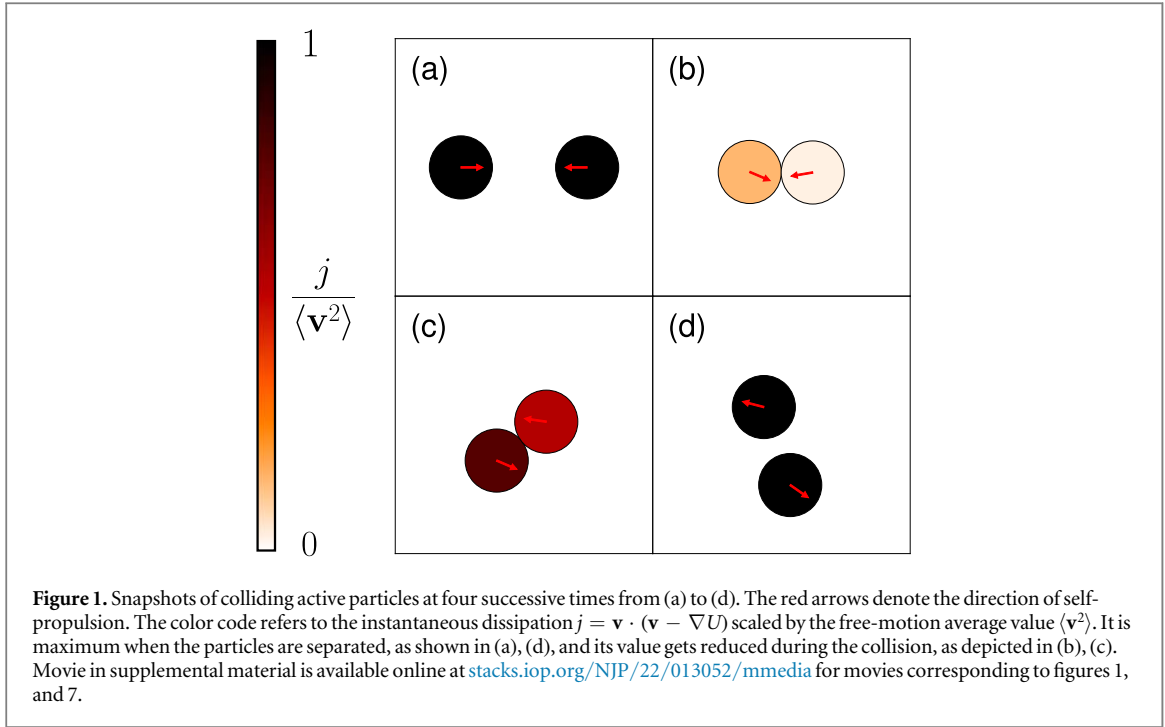 1
j
⟨v²⟩
0
(a)
(b)
(c)
(d)
Figure 1. Snapshots of colliding active particles at four successive times from (a) to (d). The red arrows denote the direction of self-
propulsion. The color code refers to the instantaneous dissipation j = v · (v − ∇U) scaled by the free-motion average value ⟨v²⟩. It is
maximum when the particles are separated, as shown in (a), (d), and its value gets reduced during the collision, as depicted in (b), (c).
Movie in supplemental material is available online at stacks.iop.org/NJP/22/013052/mmedia for movies corresponding to figures 1,
and 7.